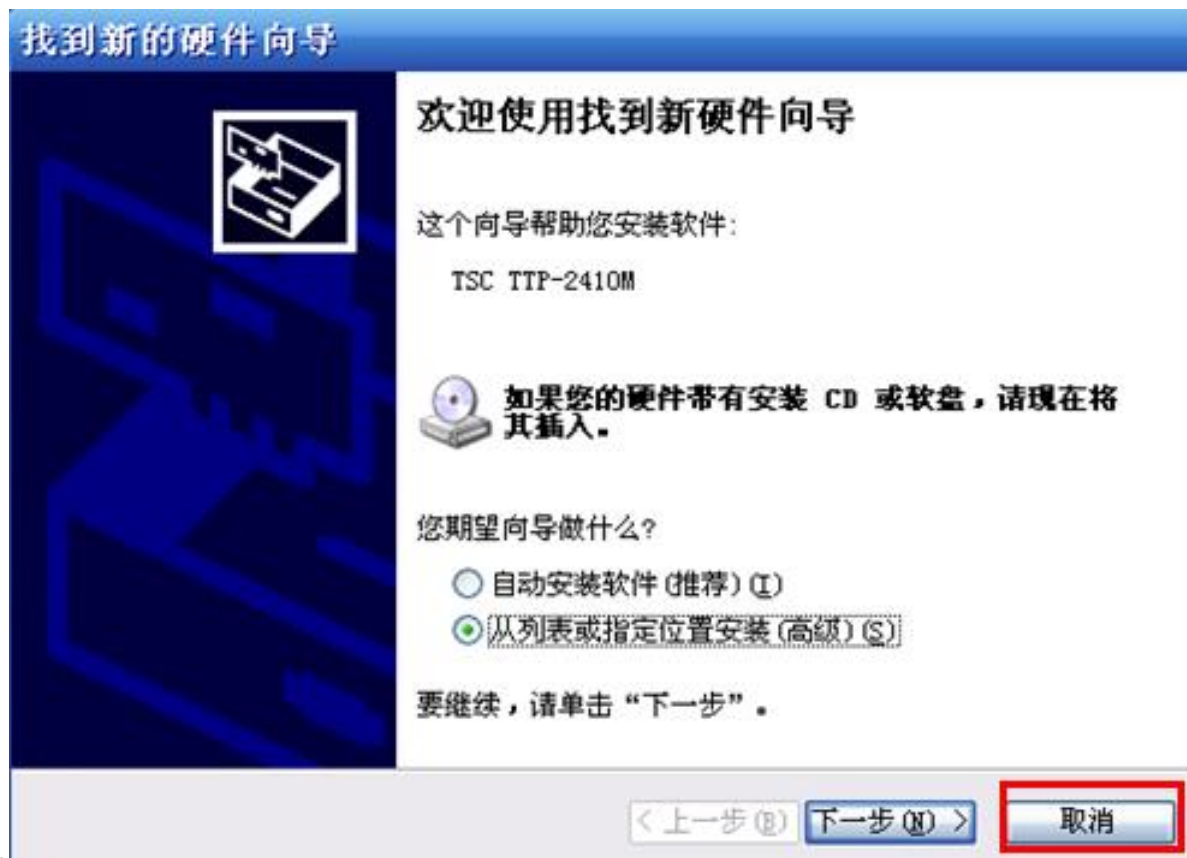 找到新的硬件向导
欢迎使用找到新硬件向导
这个向导帮助您安装软件:
TSC TTP-2410M
如果您的硬件带有安装 CD 或软盘，请现在将
其插入。
您期望向导做什么?
自动安装软件(推荐)(I)
从列表或指定位置安装(高级)(S)
要继续，请单击“下一步”。
< 上一步(B) 下一步(N) > 取消